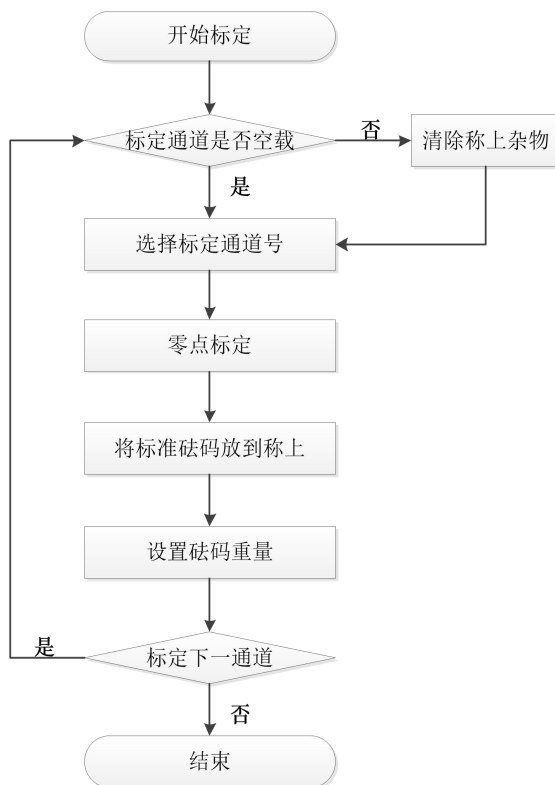 开始标定
标定通道是否空载
否
清除称上杂物
是
选择标定通道号
零点标定
将标准砝码放到称上
设置砝码重量
是
标定下一通道
否
结束